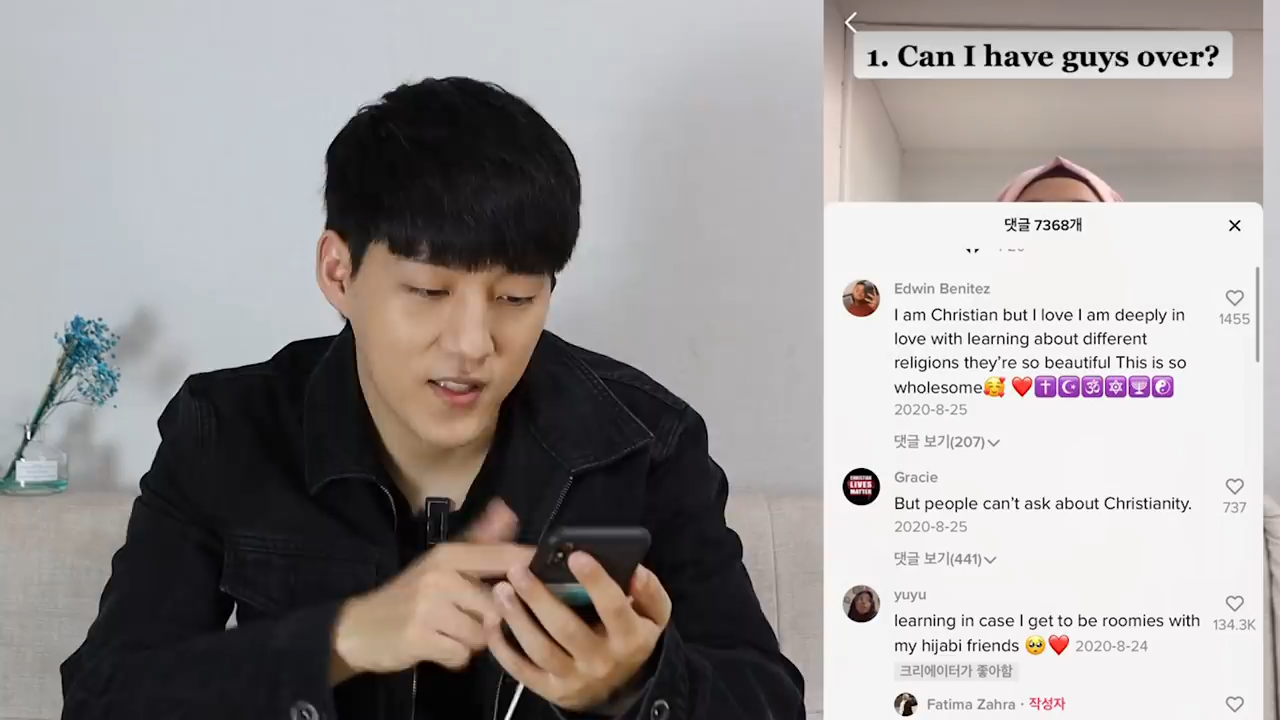 1. Can I have guys over?
댓글 7368개
Edwin Benitez
I am Christian but I love I am deeply in
love with learning about different
religions they're so beautiful This is so
wholesome🥰 ❤️✝️☪️🕉️✡️🕎☯️
1455
2020-8-25
댓글 보기(207)
Gracie
But people can't ask about Christianity.
737
2020-8-25
댓글 보기(441)
yuyu
learning in case I get to be roomies with
134.3K
my hijabi friends 🥺❤️ 2020-8-24
크리에이터가 좋아함
Fatima Zahra · 작성자
CHRISTIAN
LIVES
MATTER